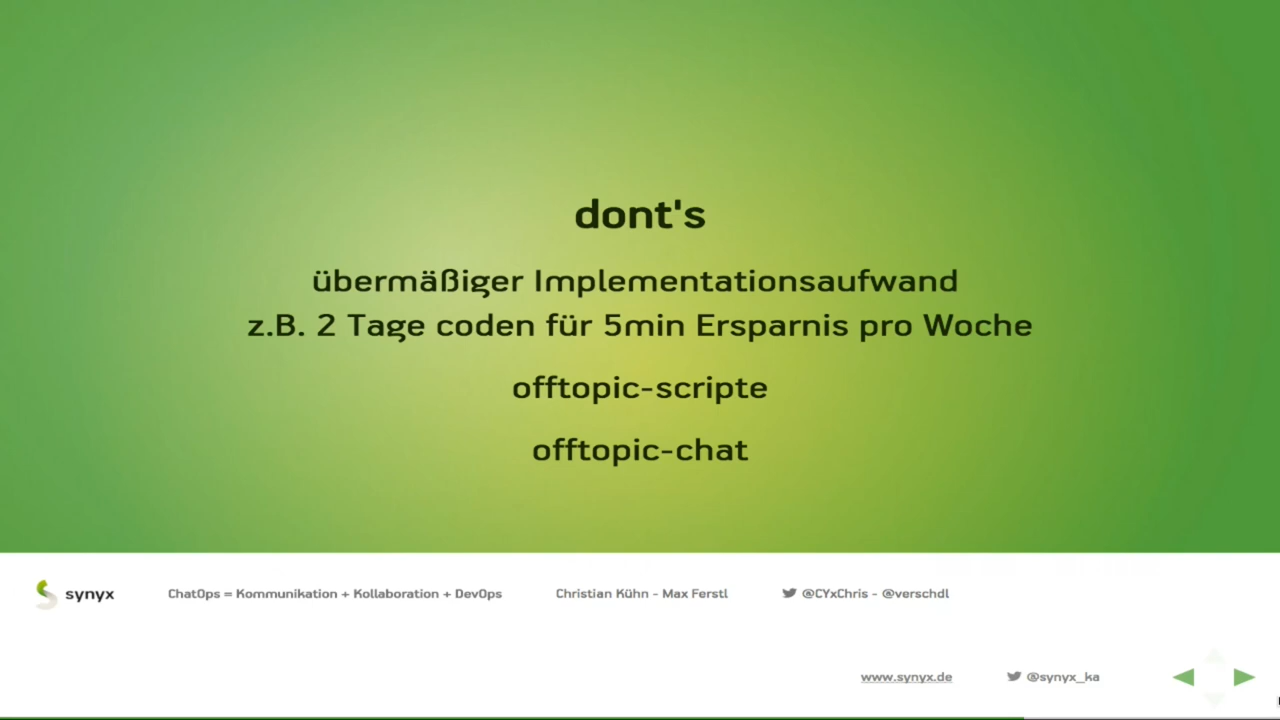 dont's
übermäßiger Implementationsaufwand
z.B. 2 Tage coden für 5min Ersparnis pro Woche
offtopic-scripte
offtopic-chat
synyx
ChatOps = Kommunikation + Kollaboration + DevOps
Christian Kühn - Max Ferstl
@CYxChris - @verschdl
www.synyx.de
@synyx_ka